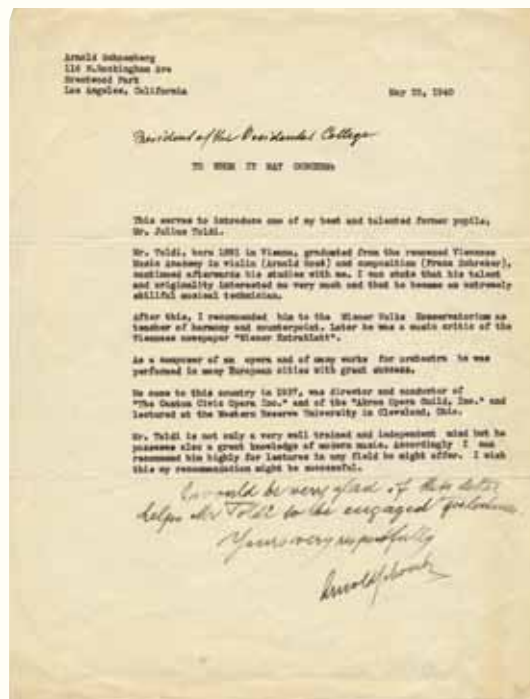 Arnold Schoenberg
116 N.Rockingham Ave
Brentwood Park
Los Angeles, California
May 25, 1940
President of the Occidental College
TO WHOM IT MAY CONCERN:
This serves to introduce one of my best and talented former pupils,
Mr. Julius Toldi.
Mr. Toldi, born 1891 in Vienna, graduated from the renowned Viennese
Music Academy in violin (Arnold Rosé) and composition (Franz Schreker),
continued afterwards his studies with me. I can state that his talent
and originality interested me very much and that he became an extremely
skillful musical technician.
After this, I recommended him to the Wiener Volks Konservatorium as
teacher of harmony and counterpoint. Later he was a music critic of the
Viennese newspaper "Wiener Extrablatt".
As a composer of an opera and of many works for orchestra he was
performed in many European cities with great success.
He came to this country in 1937, was director and conductor of
"The Canton Civic Opera Inc." and of the "Akron Opera Guild, Inc." and
lectured at the Western Reserve University in Cleveland, Ohio.
Mr. Toldi is not only a very well trained and independent mind but he
possesses also a great knowledge of modern music. Accordingly I can
recommend him highly for lectures in any field he might offer. I wish
this my recommendation might be successful.
I would be very glad if this letter
helps Mr Toldi to be engaged
Yours very respectfully
Arnold Schoenberg